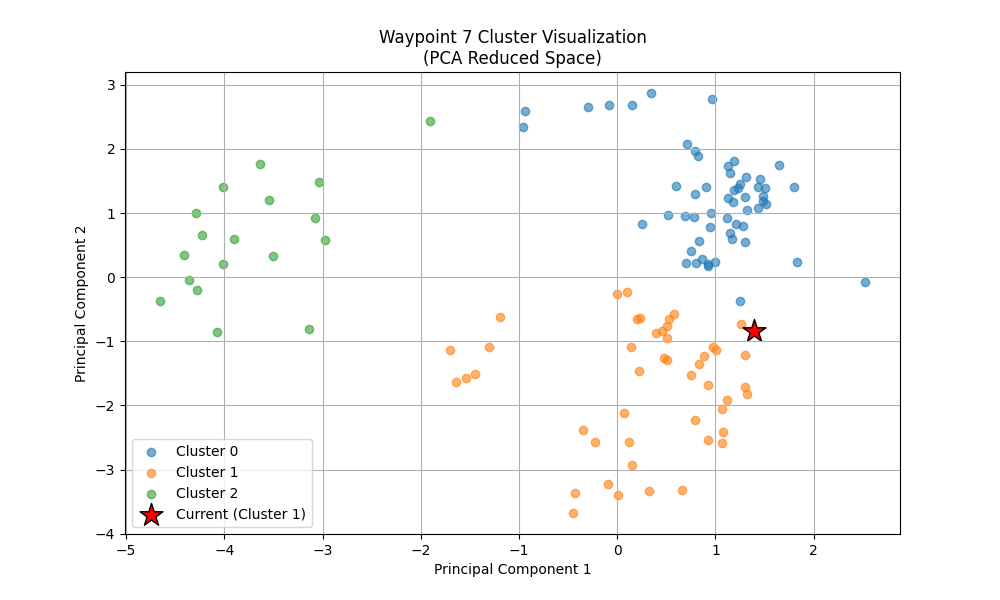 Waypoint 7 Cluster Visualization
(PCA Reduced Space)
Principal Component 2
3
2
1
0
−1
−2
−3
−4
Cluster 0
Cluster 1
Cluster 2
Current (Cluster 1)
−5 −4 −3 −2 −1 0 1 2
Principal Component 1